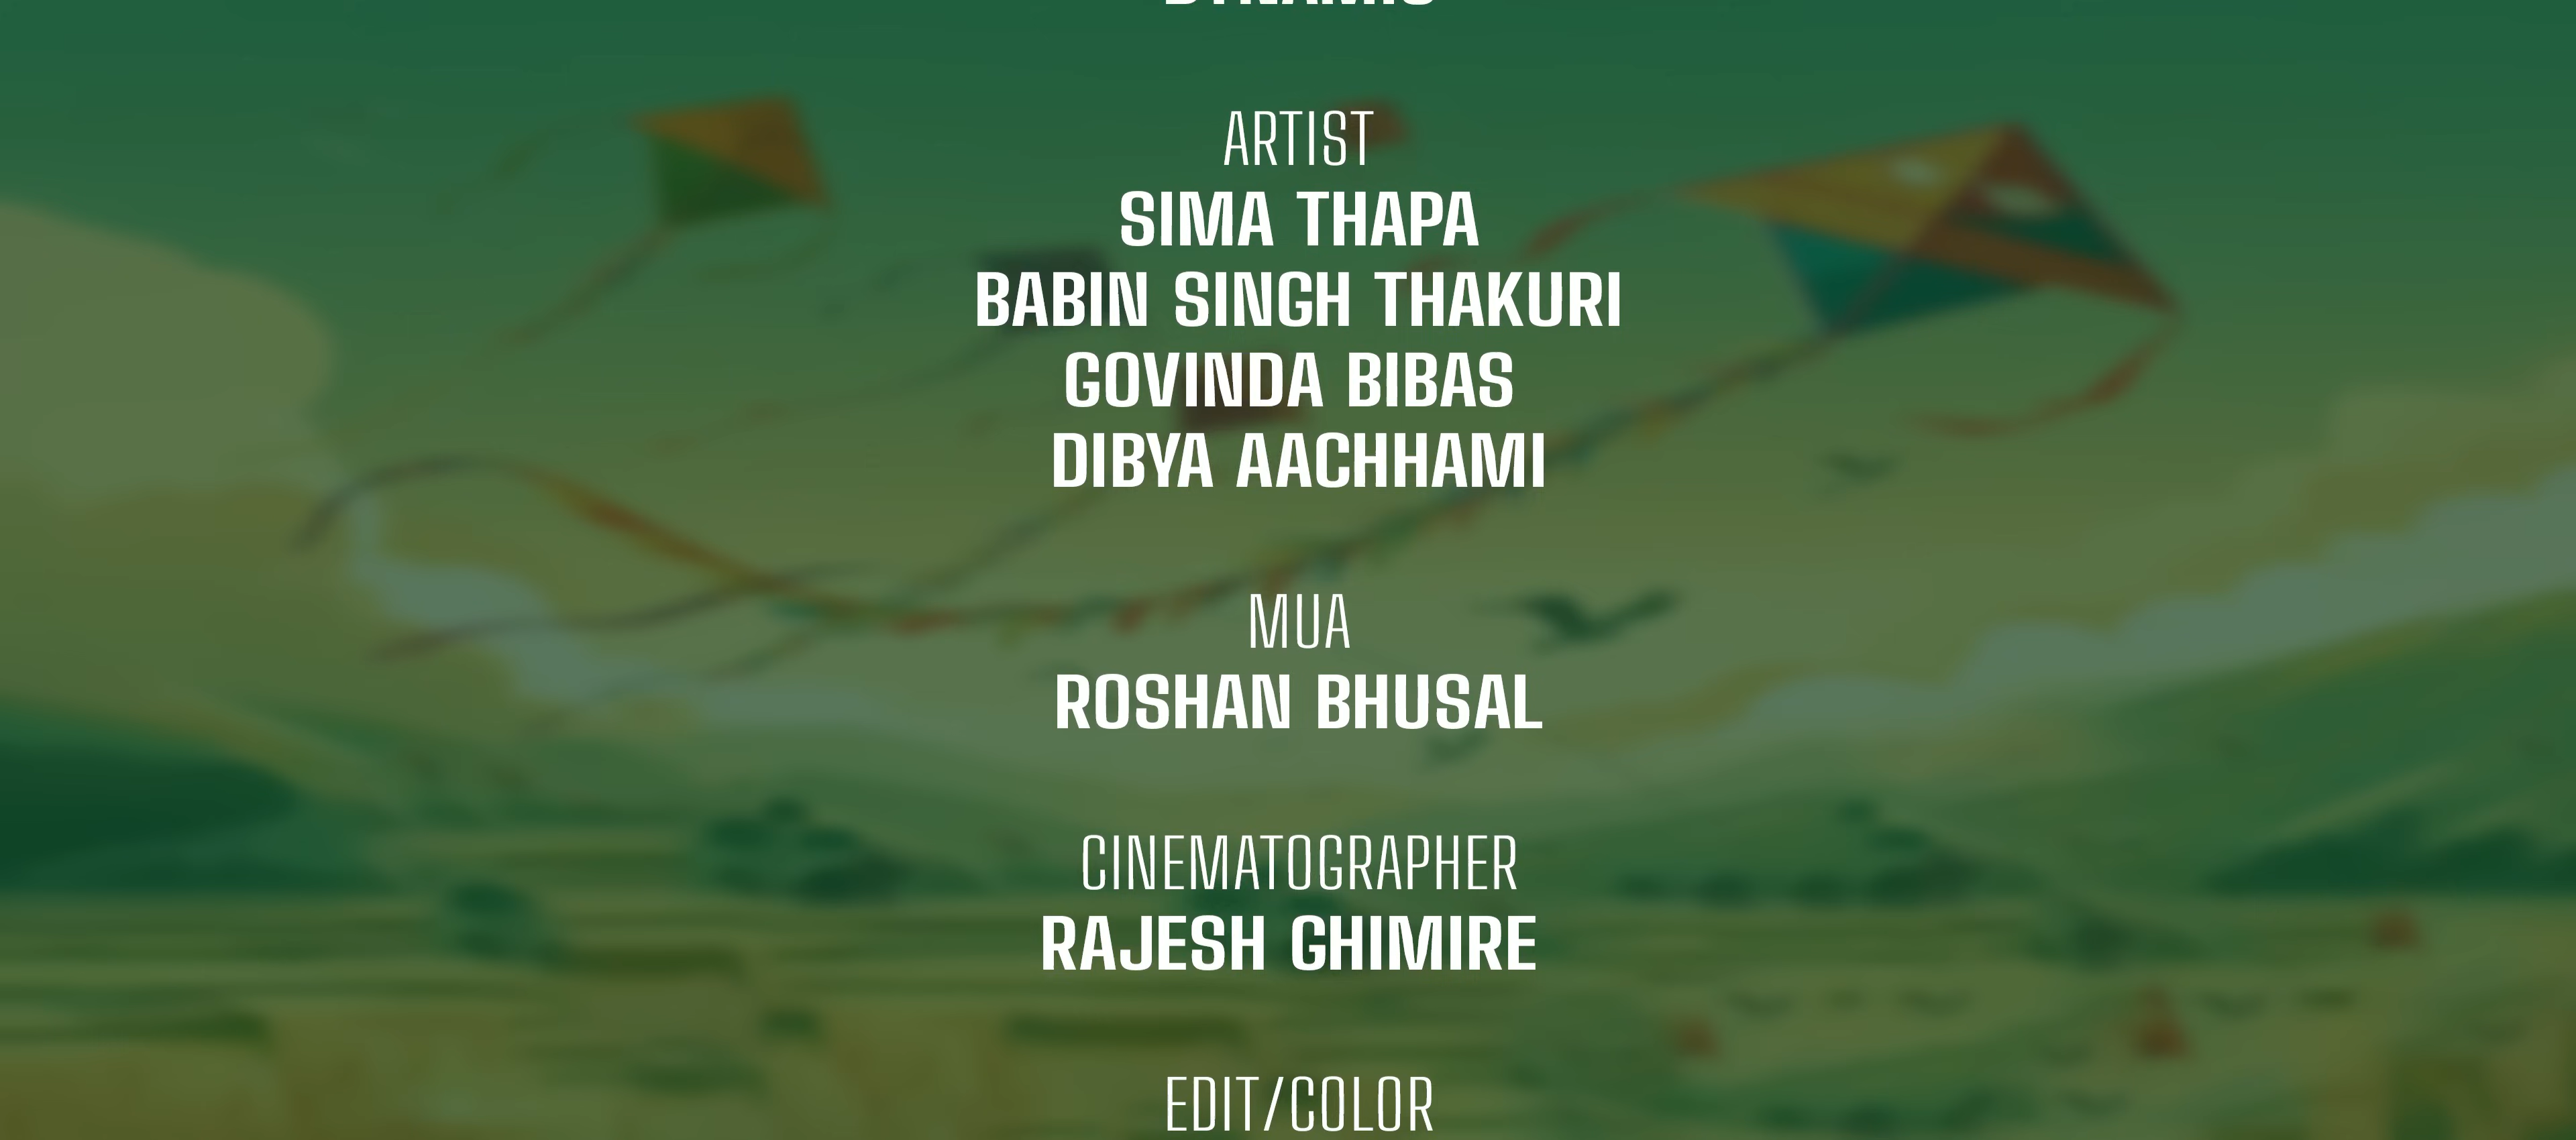 ARTIST
SIMA THAPA
BABIN SINGH THAKURI
GOVINDA BIBAS
DIBYA AACHHAMI
MUA
ROSHAN BHUSAL
CINEMATOGRAPHER
RAJESH GHIMIRE
EDIT/COLOR